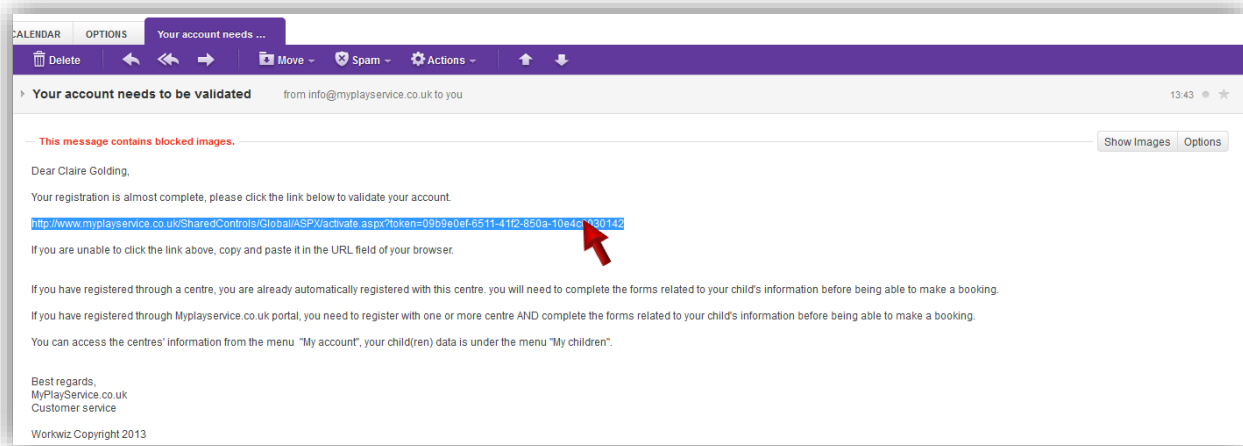 CALENDAR OPTIONS Your account needs ...
Delete Move Spam Actions
Your account needs to be validated from info@myplayservice.co.uk to you 13:43
This message contains blocked images. Show Images Options
Dear Claire Golding,
Your registration is almost complete, please click the link below to validate your account.
If you are unable to click the link above, copy and paste it in the URL field of your browser.
If you have registered through a centre, you are already automatically registered with this centre. you will need to complete the forms related to your child's information before being able to make a booking.
If you have registered through Myplayservice.co.uk portal, you need to register with one or more centre AND complete the forms related to your child's information before being able to make a booking.
You can access the centres' information from the menu "My account", your child(ren) data is under the menu "My children".
Best regards,
MyPlayService.co.uk
Customer service
Workwiz Copyright 2013